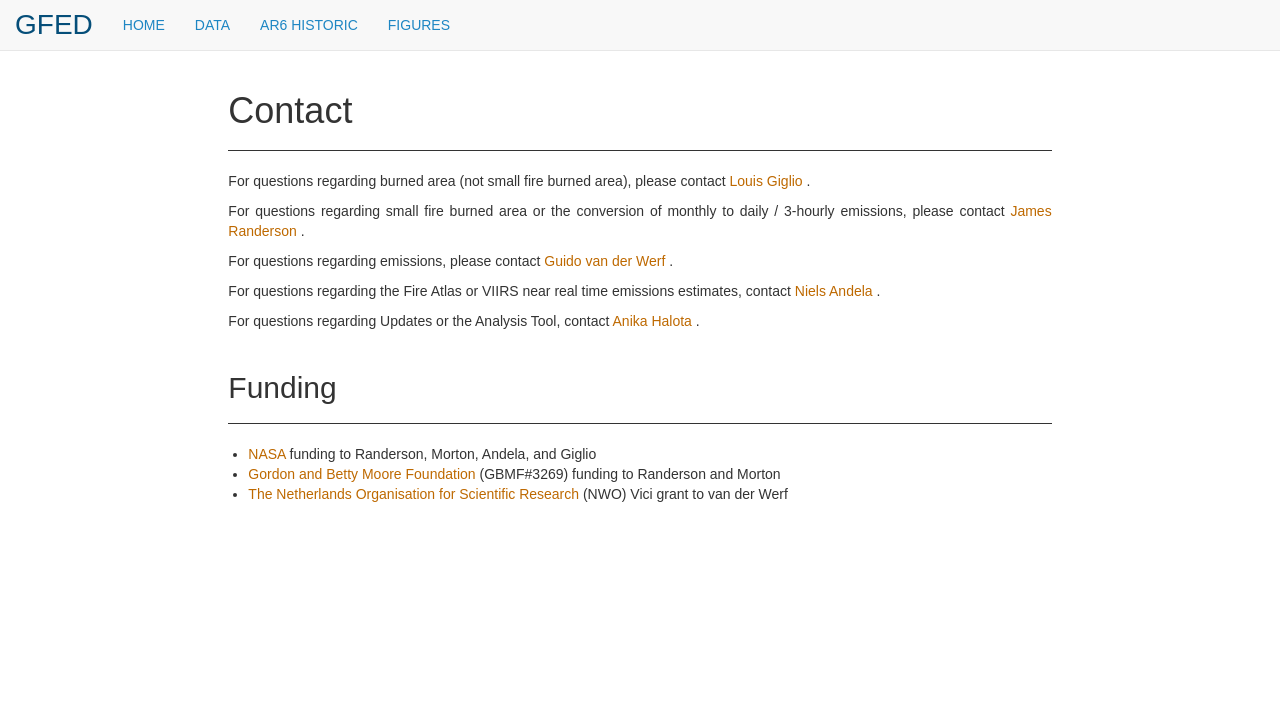 GFED HOME DATA AR6 HISTORIC FIGURES
Contact
For questions regarding burned area (not small fire burned area), please contact Louis Giglio .
For questions regarding small fire burned area or the conversion of monthly to daily / 3-hourly emissions, please contact James
Randerson .
For questions regarding emissions, please contact Guido van der Werf .
For questions regarding the Fire Atlas or VIIRS near real time emissions estimates, contact Niels Andela .
For questions regarding Updates or the Analysis Tool, contact Anika Halota .
Funding
• NASA funding to Randerson, Morton, Andela, and Giglio
• Gordon and Betty Moore Foundation (GBMF#3269) funding to Randerson and Morton
• The Netherlands Organisation for Scientific Research (NWO) Vici grant to van der Werf